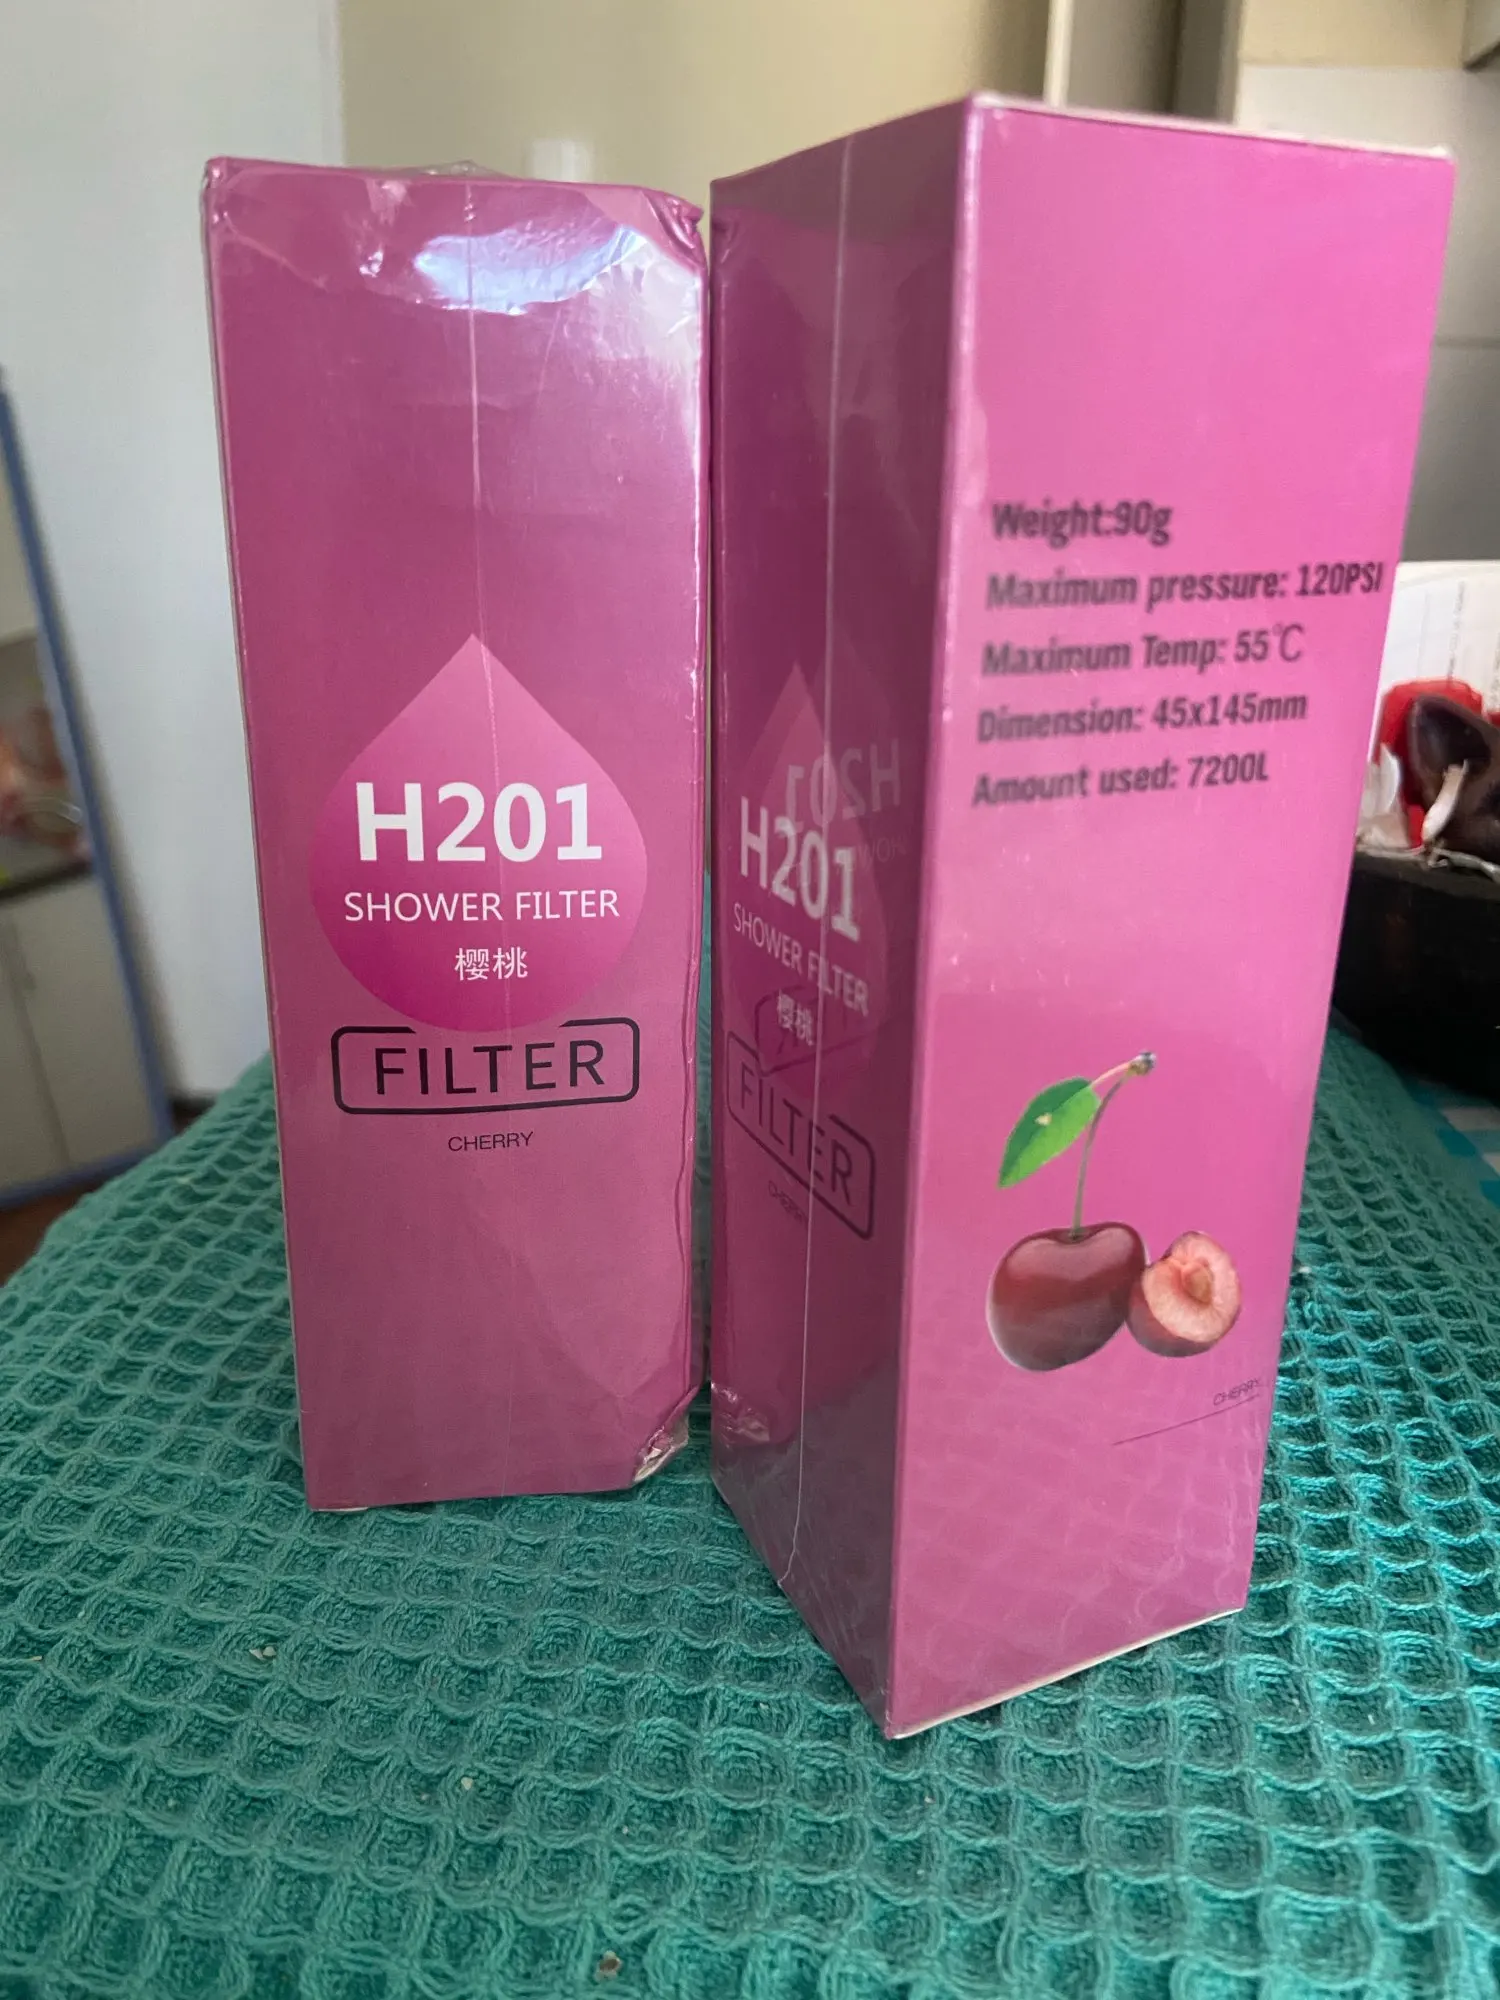 H201
SHOWER FILTER
樱桃
FILTER
CHERRY
H201
SHOWER FILTER
樱桃
FILTER
CHERRY
Weight:90g
Maximum pressure: 120PSI
Maximum Temp: 55℃
Dimension: 45x145mm
Amount used: 7200L
CHERRY